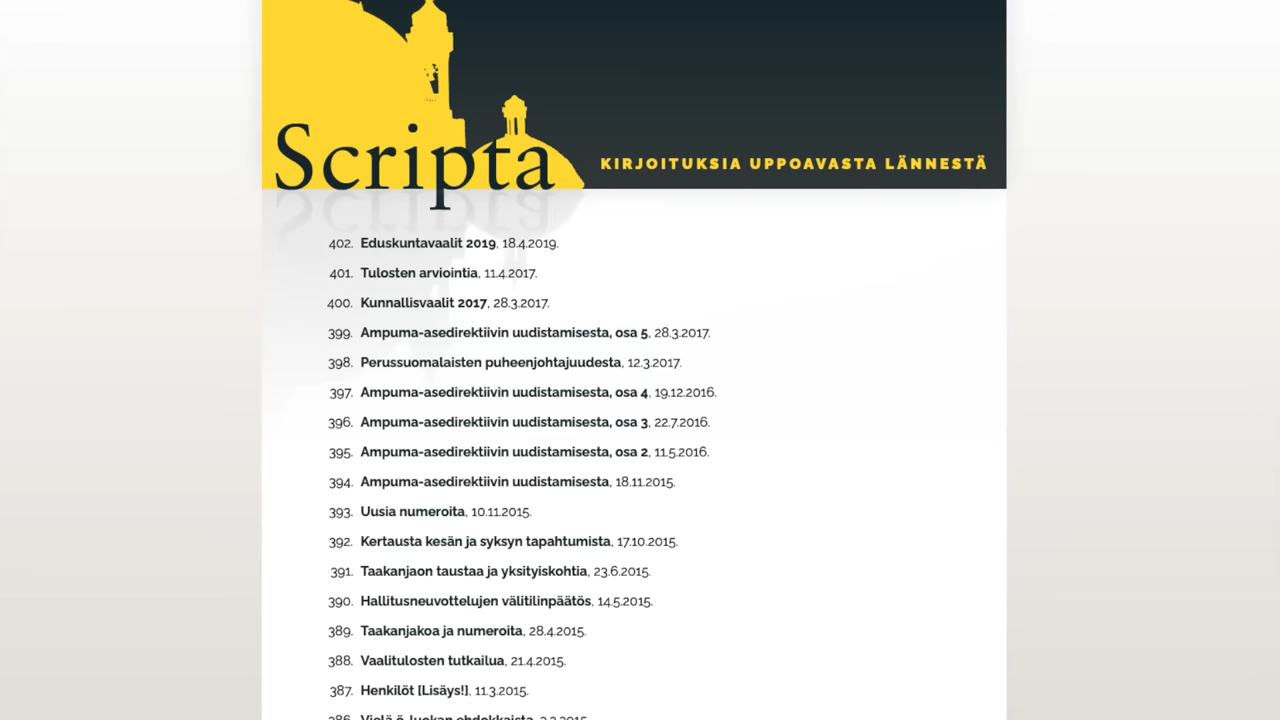 Scripta
KIRJOITUKSIA UPPOAVASTA LÄNNESTÄ
402. Eduskuntavaalit 2019, 18.4.2019.
401. Tulosten arviointia, 11.4.2017.
400. Kunnallisvaalit 2017, 28.3.2017.
399. Ampuma-asedirektiivin uudistamisesta, osa 5, 28.3.2017.
398. Perussuomalaisten puheenjohtajuudesta, 12.3.2017.
397. Ampuma-asedirektiivin uudistamisesta, osa 4, 19.12.2016.
396. Ampuma-asedirektiivin uudistamisesta, osa 3, 22.7.2016.
395. Ampuma-asedirektiivin uudistamisesta, osa 2, 11.5.2016.
394. Ampuma-asedirektiivin uudistamisesta, 18.11.2015.
393. Uusia numeroita, 10.11.2015.
392. Kertausta kesän ja syksyn tapahtumista, 17.10.2015.
391. Taakanjaon taustaa ja yksityiskohtia, 23.6.2015.
390. Hallitusneuvottelujen välitilinpäätös, 14.5.2015.
389. Taakanjakoa ja numeroita, 28.4.2015.
388. Vaalitulosten tutkailua, 21.4.2015.
387. Henkilöt [Lisäys!], 11.3.2015.
386. Vielä ö-luokan ehdokkaista,